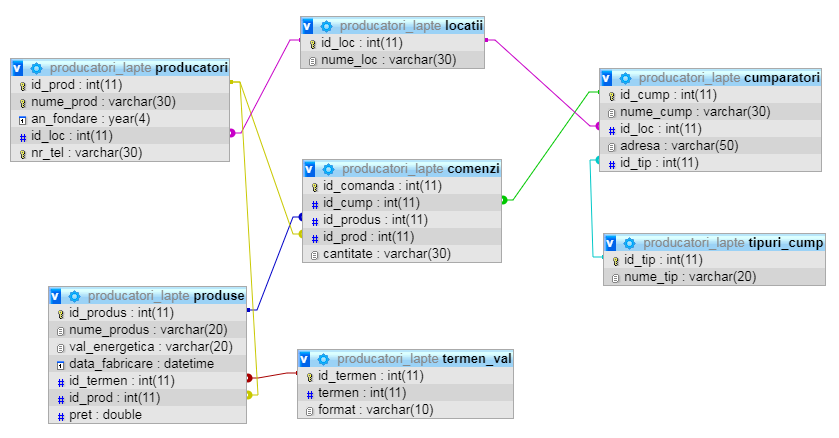 producatori_lapte locatii
id_loc : int(11)
nume_loc : varchar(30)
producatori_lapte producatori
id_prod : int(11)
nume_prod : varchar(30)
an_fondare : year(4)
id_loc : int(11)
nr_tel : varchar(30)
producatori_lapte cumparatori
id_cump : int(11)
nume_cump : varchar(30)
id_loc : int(11)
adresa : varchar(50)
id_tip : int(11)
producatori_lapte comenzi
id_comanda : int(11)
id_cump : int(11)
id_produs : int(11)
id_prod : int(11)
cantitate : varchar(30)
producatori_lapte tipuri_cump
id_tip : int(11)
nume_tip : varchar(20)
producatori_lapte produse
id_produs : int(11)
nume_produs : varchar(20)
val_energetica : varchar(20)
data_fabricare : datetime
id_termen : int(11)
id_prod : int(11)
pret : double
producatori_lapte termen_val
id_termen : int(11)
termen : int(11)
format : varchar(10)